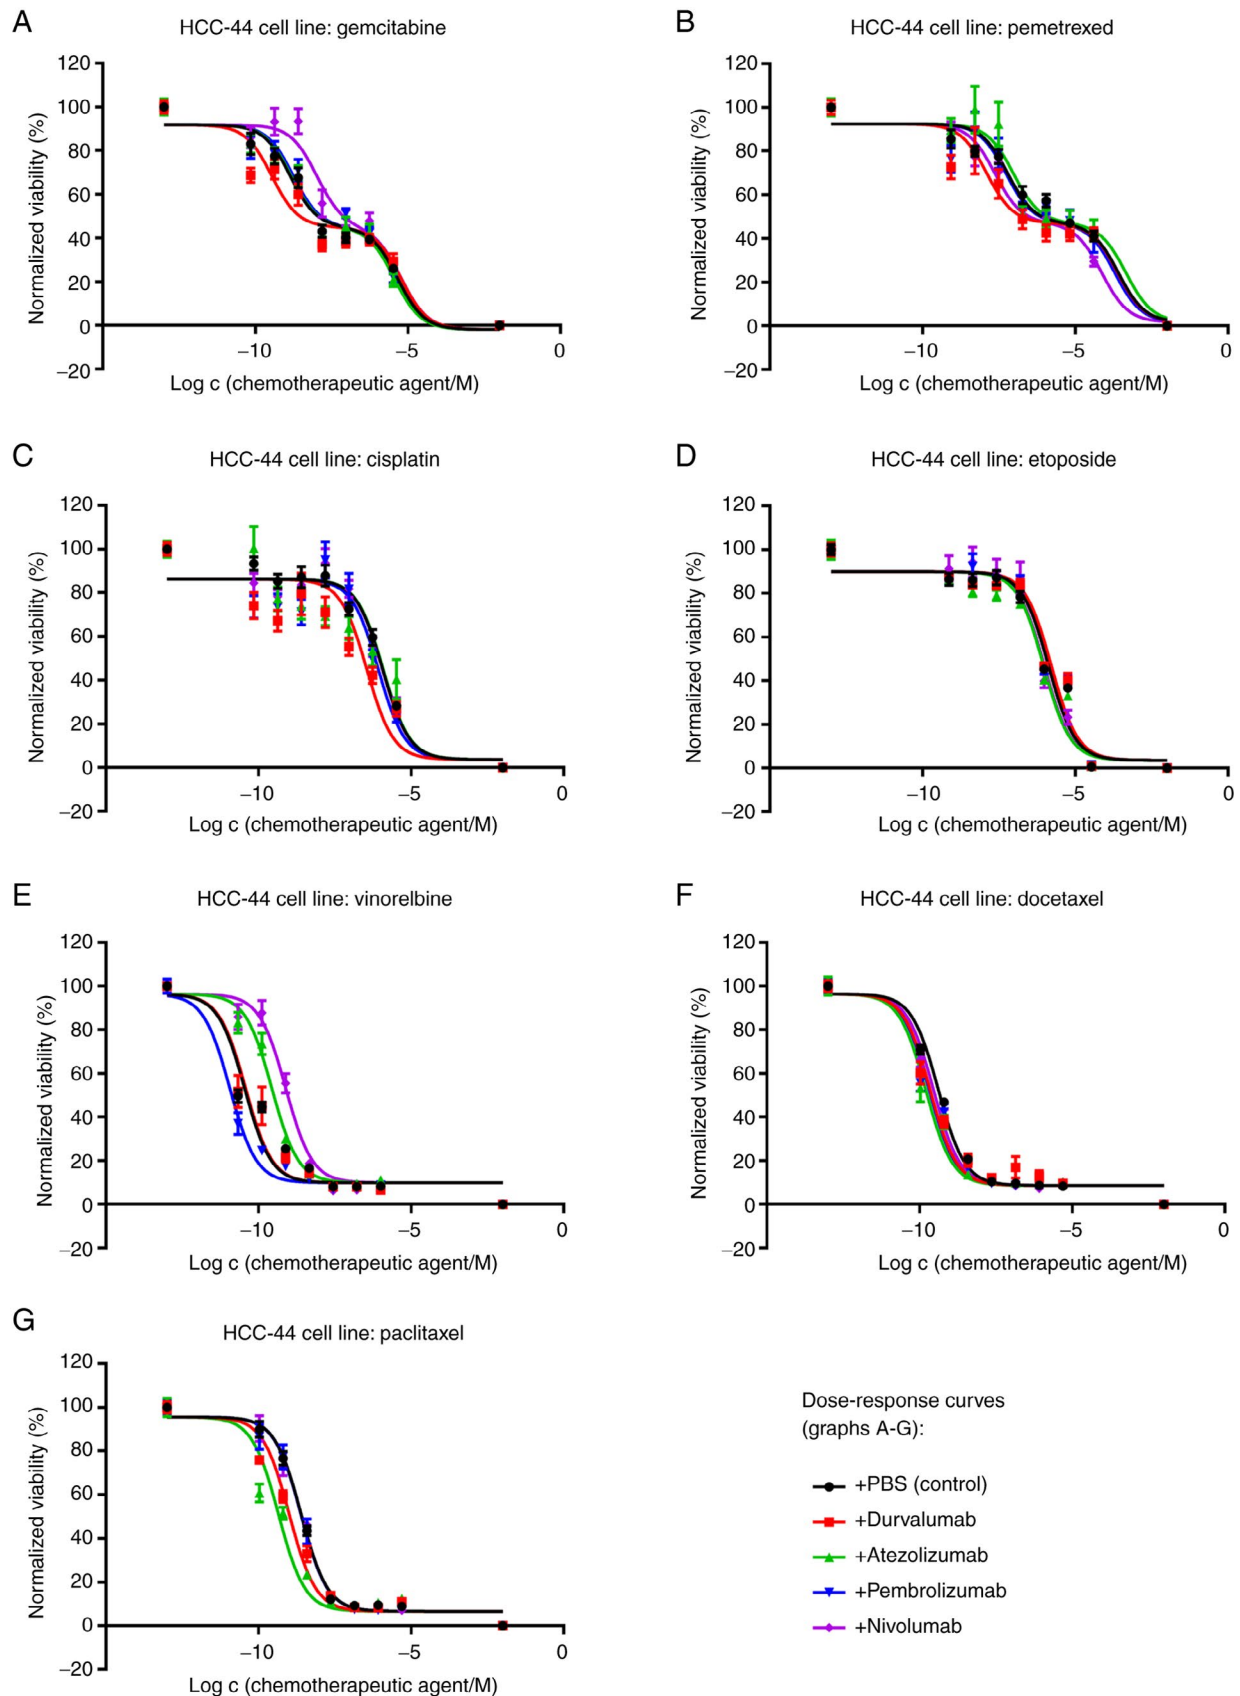 A
HCC-44 cell line: gemcitabine
Normalized viability (%)
120
100
80
60
40
20
0
−20
−10
−5
0
Log c (chemotherapeutic agent/M)
B
HCC-44 cell line: pemetrexed
Normalized viability (%)
120
100
80
60
40
20
0
−20
−10
−5
0
Log c (chemotherapeutic agent/M)
C
HCC-44 cell line: cisplatin
Normalized viability (%)
120
100
80
60
40
20
0
−20
−10
−5
0
Log c (chemotherapeutic agent/M)
D
HCC-44 cell line: etoposide
Normalized viability (%)
120
100
80
60
40
20
0
−20
−10
−5
0
Log c (chemotherapeutic agent/M)
E
HCC-44 cell line: vinorelbine
Normalized viability (%)
120
100
80
60
40
20
0
−20
−10
−5
0
Log c (chemotherapeutic agent/M)
F
HCC-44 cell line: docetaxel
Normalized viability (%)
120
100
80
60
40
20
0
−20
−10
−5
0
Log c (chemotherapeutic agent/M)
G
HCC-44 cell line: paclitaxel
Normalized viability (%)
120
100
80
60
40
20
0
−20
−10
−5
0
Log c (chemotherapeutic agent/M)
Dose-response curves
(graphs A-G):
+PBS (control)
+Durvalumab
+Atezolizumab
+Pembrolizumab
+Nivolumab